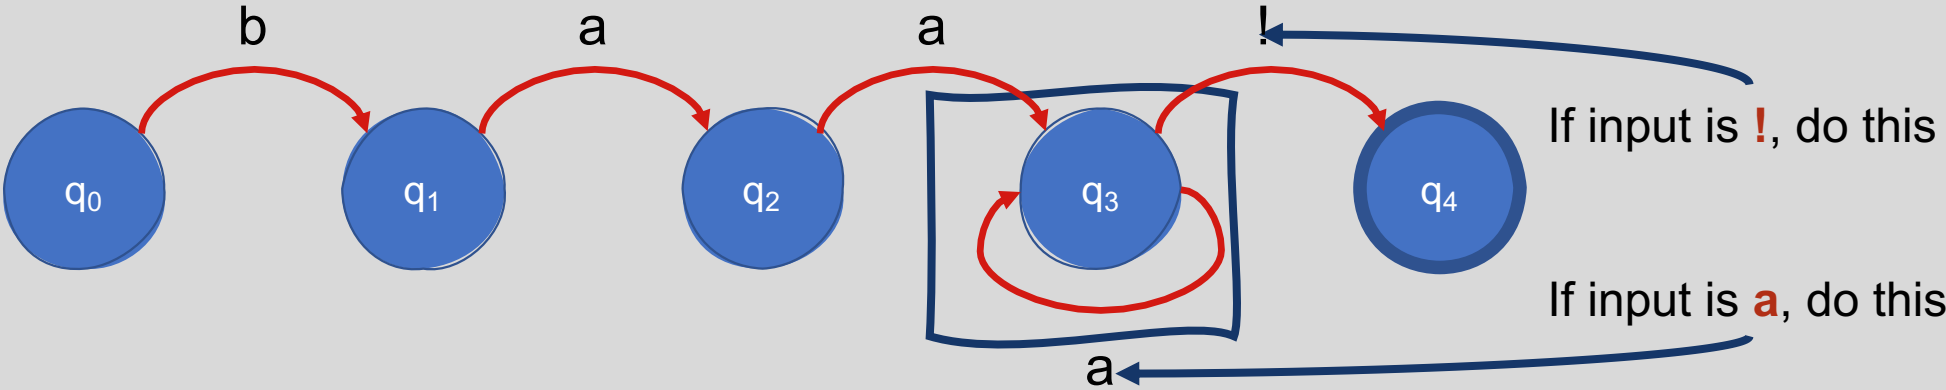 b a a !
q₀ q₁ q₂ q₃ q₄
If input is !, do this
If input is a, do this
a